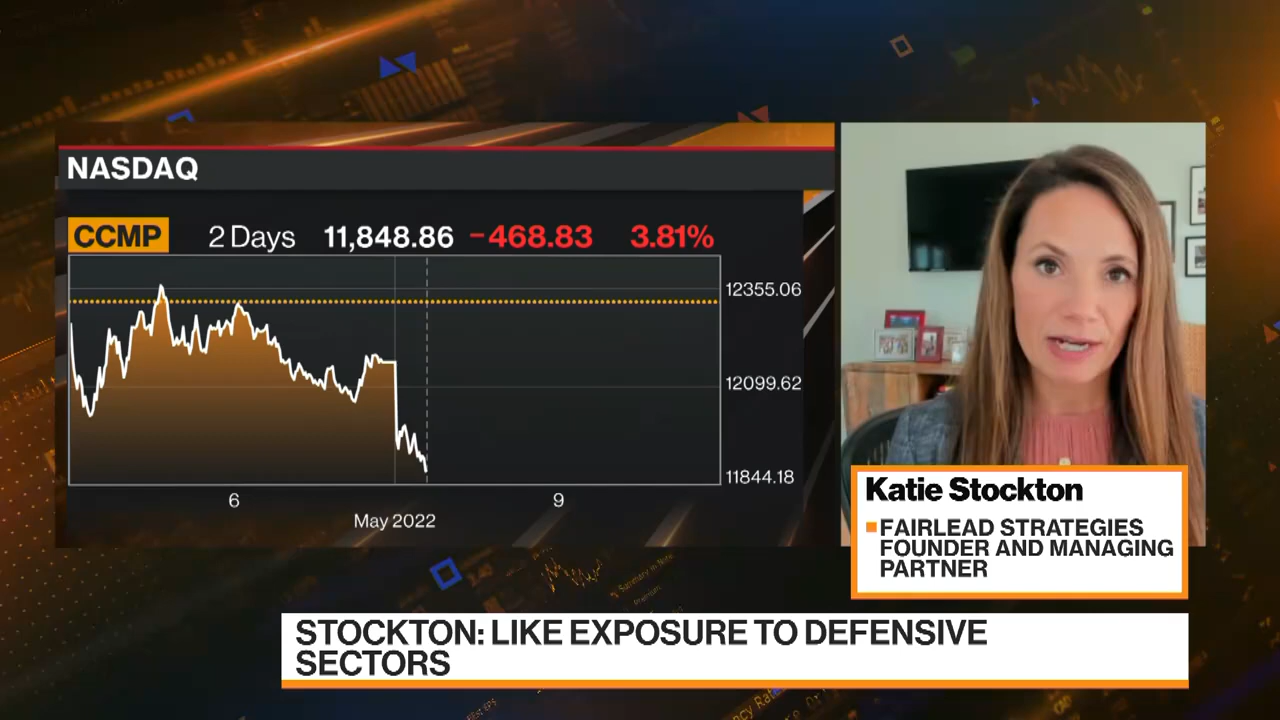 NASDAQ
CCMP 2 Days 11,848.86 -468.83 3.81%
12355.06
12099.62
11844.18
6 9
May 2022
Katie Stockton
FAIRLEAD STRATEGIES
FOUNDER AND MANAGING
PARTNER
STOCKTON: LIKE EXPOSURE TO DEFENSIVE
SECTORS